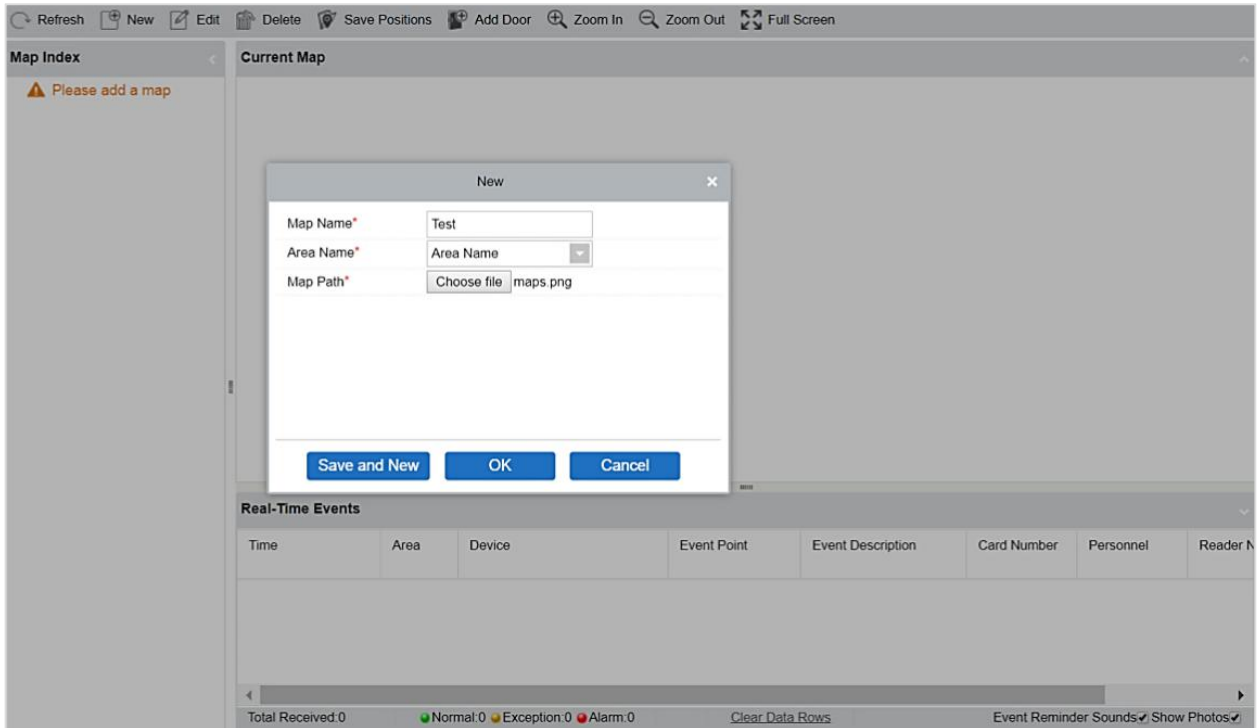 Refresh New Edit Delete Save Positions Add Door Zoom In Zoom Out Full Screen
Map Index
Please add a map
Current Map
New
Map Name* Test
Area Name* Area Name
Map Path* Choose file maps.png
Save and New OK Cancel
Real-Time Events
Time Area Device Event Point Event Description Card Number Personnel Reader N
Total Received:0 Normal:0 Exception:0 Alarm:0 Clear Data Rows Event Reminder Sounds Show Photos